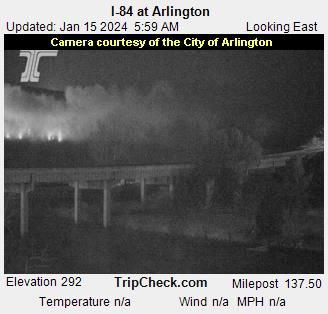 I-84 at Arlington
Updated: Jan 15 2024 5:59 AM Looking East
Camera courtesy of the City of Arlington
Elevation 292 TripCheck.com Milepost 137.50
Temperature n/a Wind n/a MPH n/a